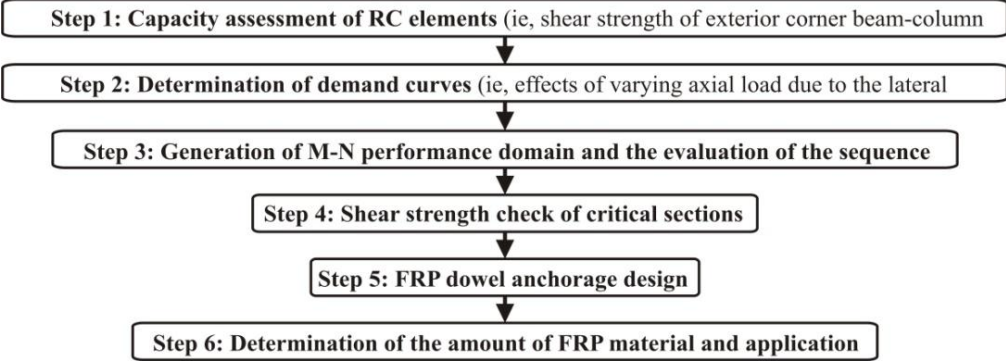 Step 1: Capacity assessment of RC elements (ie, shear strength of exterior corner beam-column
Step 2: Determination of demand curves (ie, effects of varying axial load due to the lateral
Step 3: Generation of M-N performance domain and the evaluation of the sequence
Step 4: Shear strength check of critical sections
Step 5: FRP dowel anchorage design
Step 6: Determination of the amount of FRP material and application